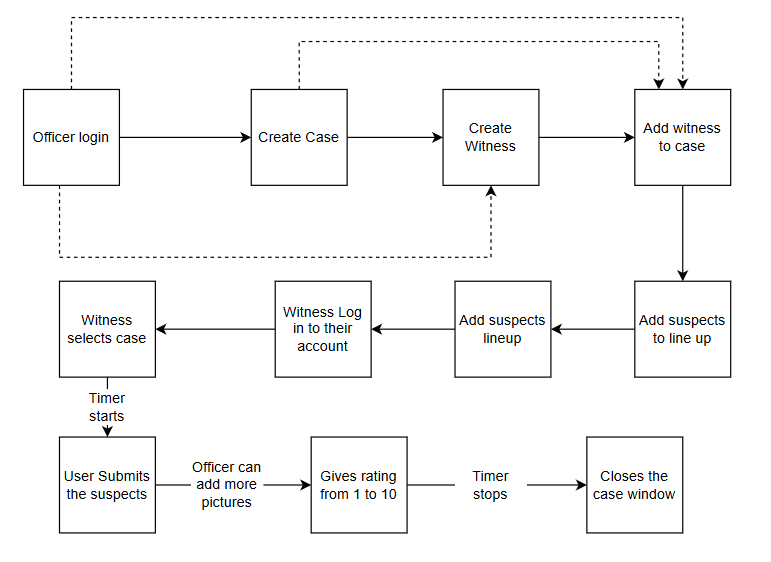 Officer login
Create Case
Create
Witness
Add witness
to case
Witness
selects case
Witness Log
in to their
account
Add suspects
lineup
Add suspects
to line up
Timer
starts
User Submits
the suspects
Officer can
add more
pictures
Gives rating
from 1 to 10
Timer
stops
Closes the
case window